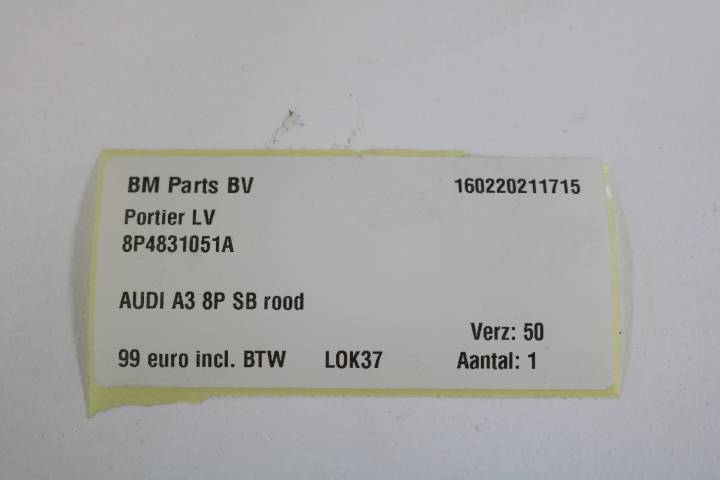 BM Parts BV 160220211715
Portier LV
8P4831051A
AUDI A3 8P SB rood
Verz: 50
99 euro incl. BTW LOK37 Aantal: 1